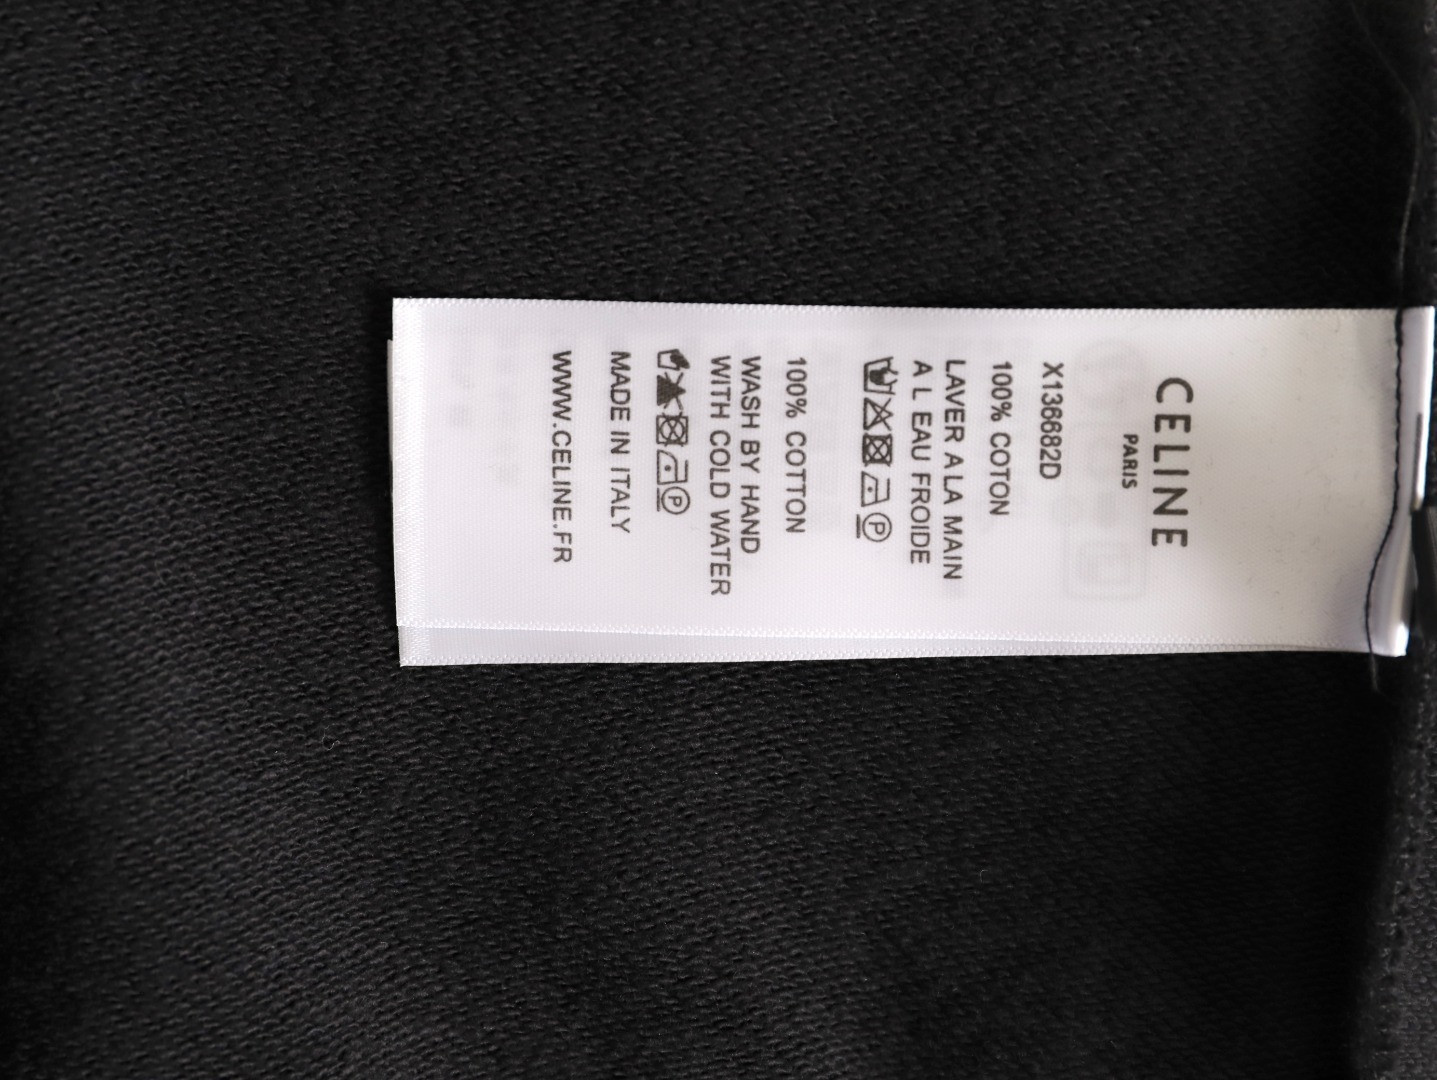 CELINE
PARIS
X136682D
100% COTON
LAVER A LA MAIN
A L EAU FROIDE
P
100% COTTON
WASH BY HAND
WITH COLD WATER
P
MADE IN ITALY
WWW.CELINE.FR